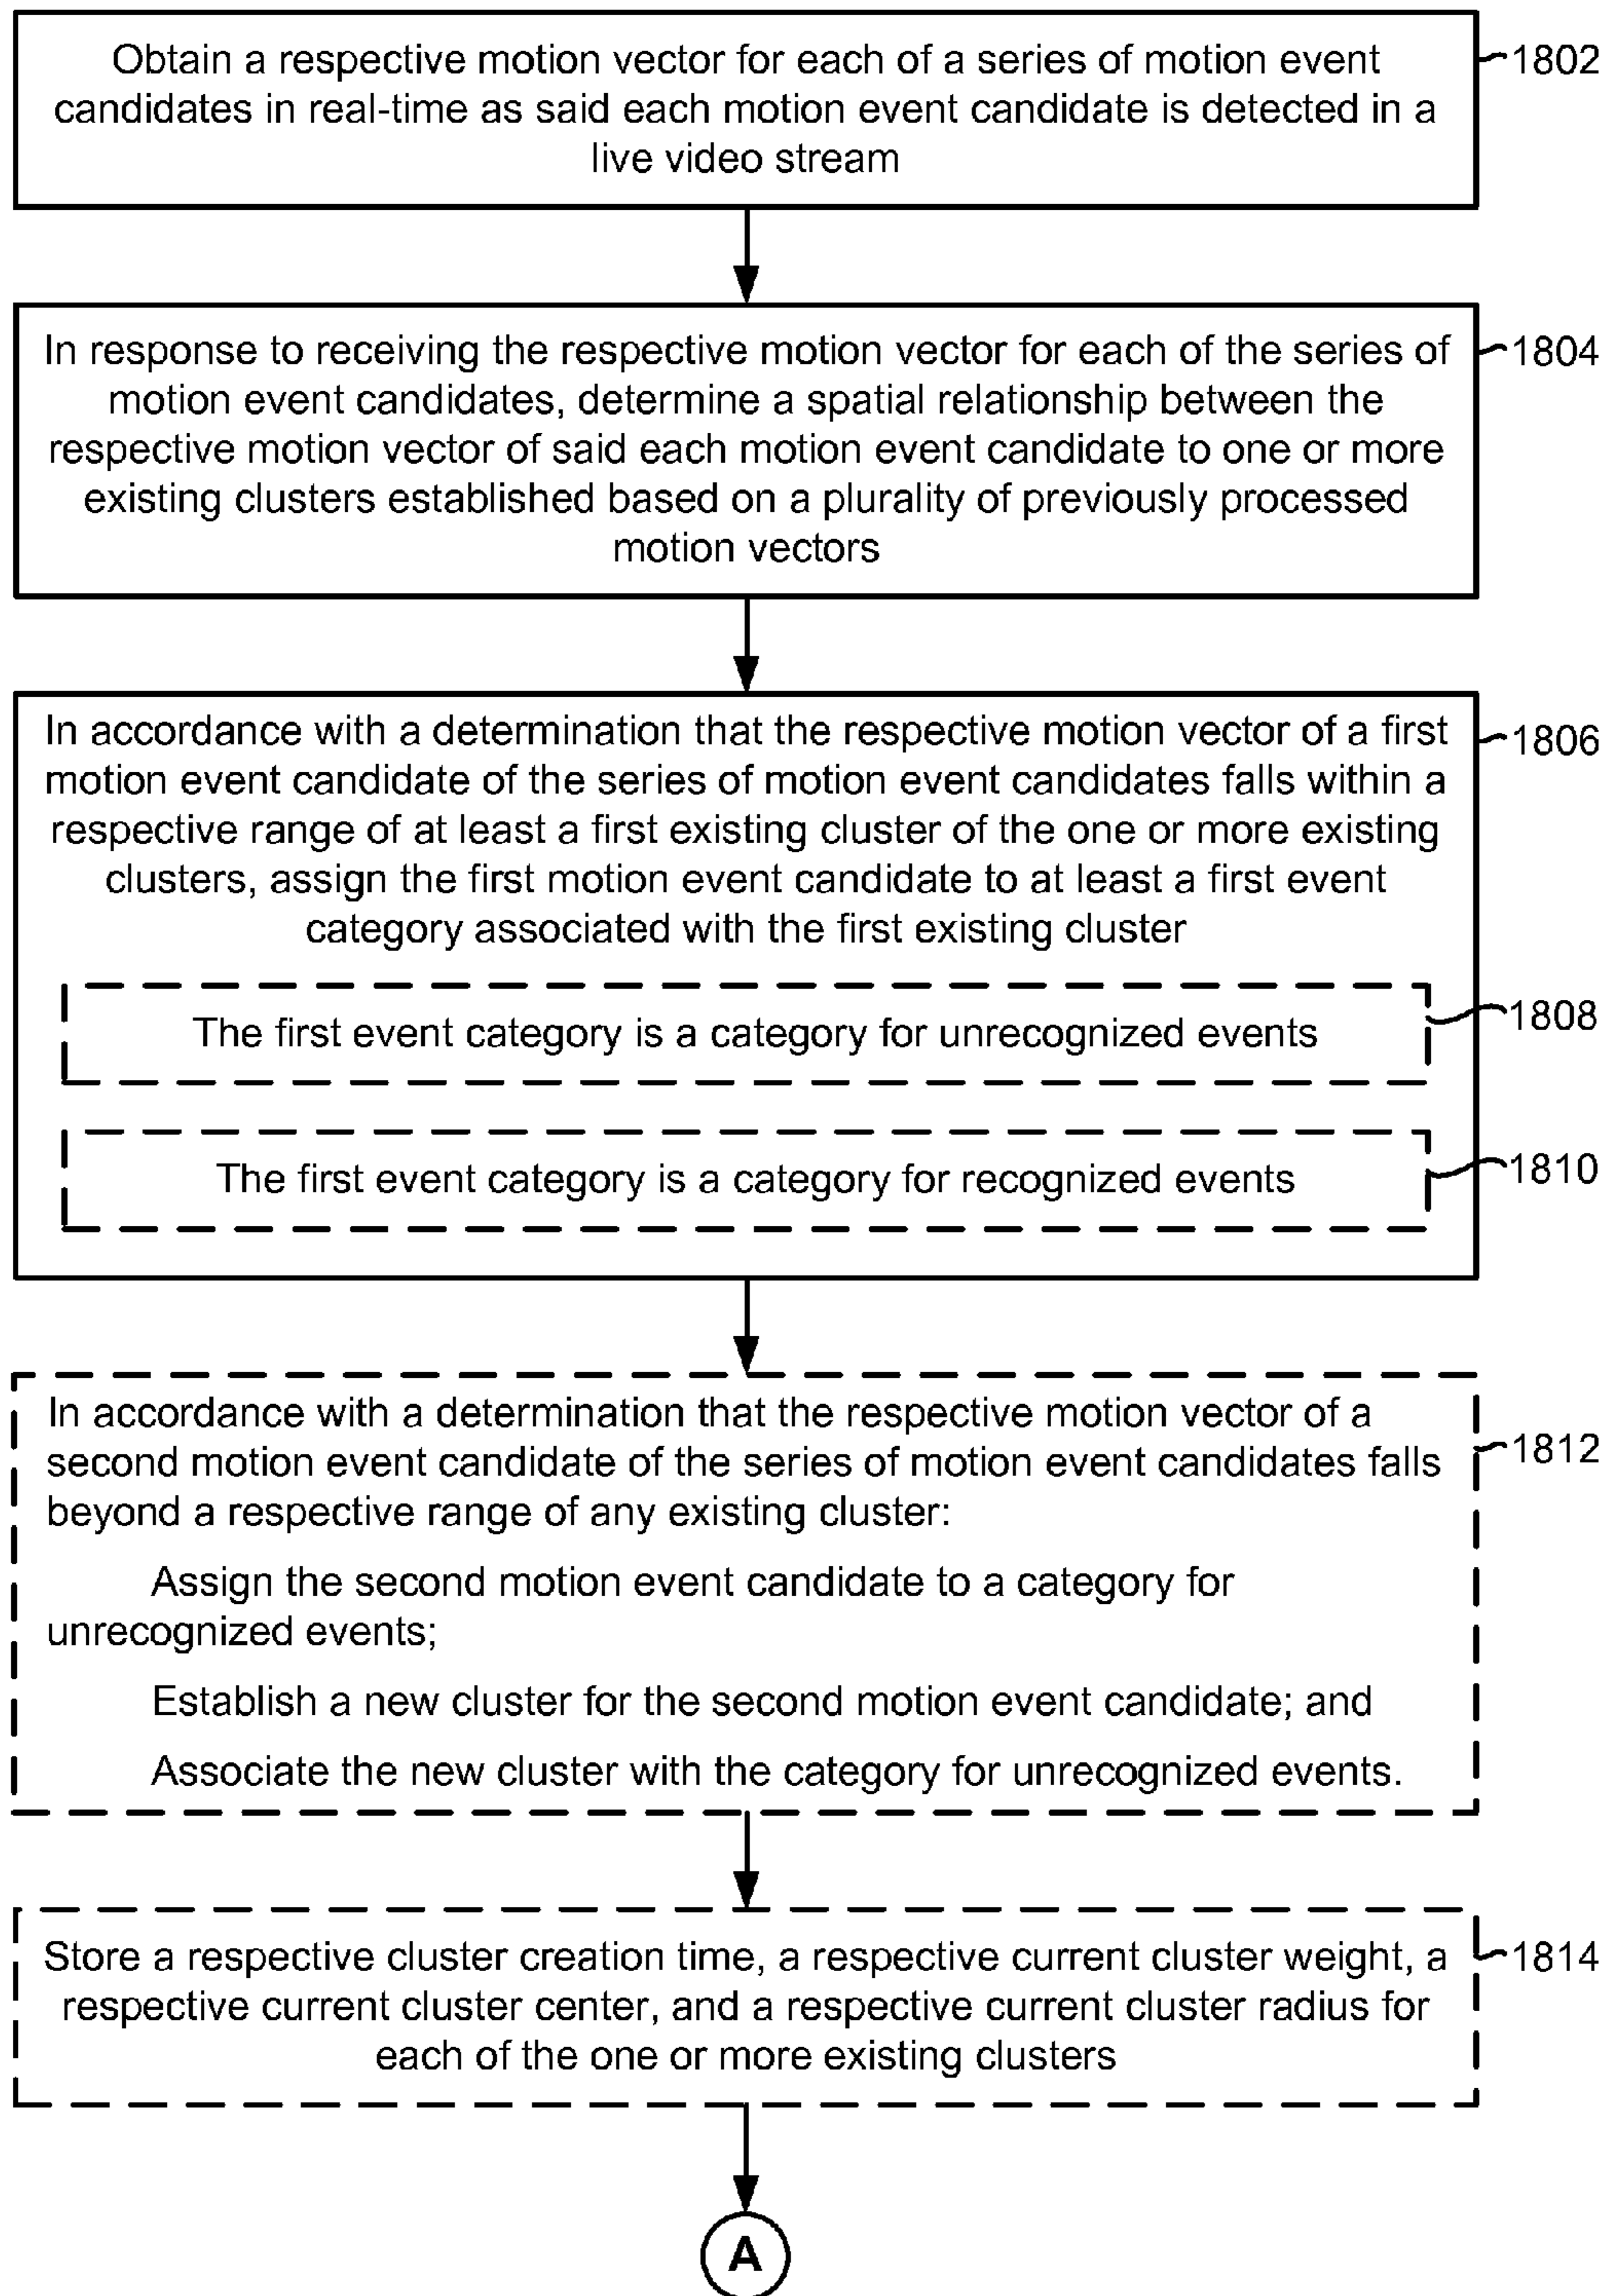 Obtain a respective motion vector for each of a series of motion event
candidates in real-time as said each motion event candidate is detected in a
live video stream
1802
In response to receiving the respective motion vector for each of the series of
motion event candidates, determine a spatial relationship between the
respective motion vector of said each motion event candidate to one or more
existing clusters established based on a plurality of previously processed
motion vectors
1804
In accordance with a determination that the respective motion vector of a first
motion event candidate of the series of motion event candidates falls within a
respective range of at least a first existing cluster of the one or more existing
clusters, assign the first motion event candidate to at least a first event
category associated with the first existing cluster
1806
The first event category is a category for unrecognized events
1808
The first event category is a category for recognized events
1810
In accordance with a determination that the respective motion vector of a
second motion event candidate of the series of motion event candidates falls
beyond a respective range of any existing cluster:
Assign the second motion event candidate to a category for
unrecognized events;
Establish a new cluster for the second motion event candidate; and
Associate the new cluster with the category for unrecognized events.
1812
Store a respective cluster creation time, a respective current cluster weight, a
respective current cluster center, and a respective current cluster radius for
each of the one or more existing clusters
1814
A